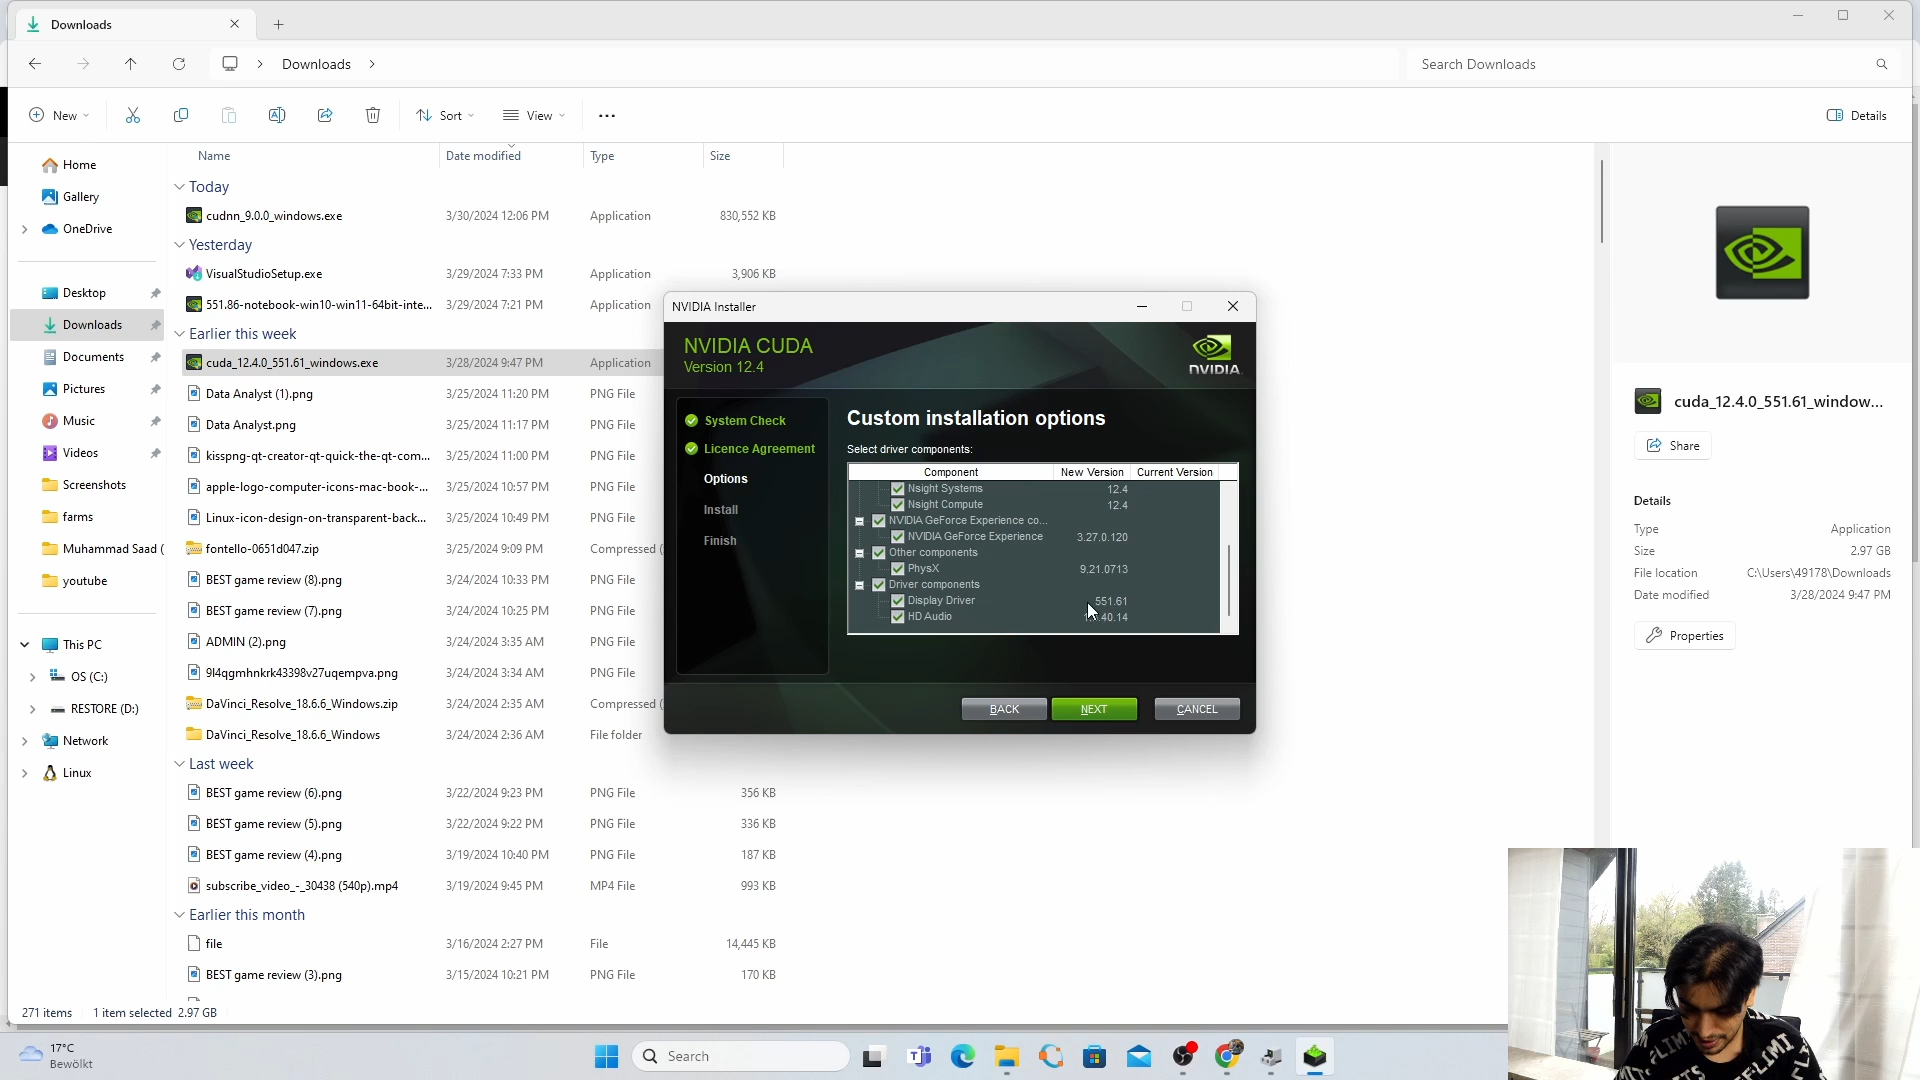 Downloads
Downloads
Search Downloads
New
Sort
View
Details
Home
Gallery
OneDrive
Desktop
Downloads
Documents
Pictures
Music
Videos
Screenshots
farms
Muhammad Saad (
youtube
This PC
OS (C:)
RESTORE (D:)
Network
Linux
Name Date modified Type Size
Today
cudnn_9.0.0_windows.exe 3/30/2024 12:06 PM Application 830,552 KB
Yesterday
VisualStudioSetup.exe 3/29/2024 7:33 PM Application 3,906 KB
551.86-notebook-win10-win11-64bit-inte... 3/29/2024 7:21 PM Application
Earlier this week
cuda_12.4.0_551.61_windows.exe 3/28/2024 9:47 PM Application
Data Analyst (1).png 3/25/2024 11:20 PM PNG File
Data Analyst.png 3/25/2024 11:17 PM PNG File
kisspng-qt-creator-qt-quick-the-qt-com... 3/25/2024 11:00 PM PNG File
apple-logo-computer-icons-mac-book-... 3/25/2024 10:57 PM PNG File
Linux-icon-design-on-transparent-back... 3/25/2024 10:49 PM PNG File
fontello-0651d047.zip 3/25/2024 9:09 PM Compressed (
BEST game review (8).png 3/24/2024 10:33 PM PNG File
BEST game review (7).png 3/24/2024 10:25 PM PNG File
ADMIN (2).png 3/24/2024 3:35 AM PNG File
9l4qgmhnkrk43398v27uqempva.png 3/24/2024 3:34 AM PNG File
DaVinci_Resolve_18.6.6_Windows.zip 3/24/2024 2:35 AM Compressed (
DaVinci_Resolve_18.6.6_Windows 3/24/2024 2:36 AM File folder
Last week
BEST game review (6).png 3/22/2024 9:23 PM PNG File 356 KB
BEST game review (5).png 3/22/2024 9:22 PM PNG File 336 KB
BEST game review (4).png 3/19/2024 10:40 PM PNG File 187 KB
subscribe_video_-_30438 (540p).mp4 3/19/2024 9:45 PM MP4 File 993 KB
Earlier this month
file 3/16/2024 2:27 PM File 14,445 KB
BEST game review (3).png 3/15/2024 10:21 PM PNG File 170 KB
271 items 1 item selected 2.97 GB
NVIDIA Installer
NVIDIA CUDA
Version 12.4
NVIDIA.
System Check
Licence Agreement
Options
Install
Finish
Custom installation options
Select driver components:
Component New Version Current Version
Nsight Systems 12.4
Nsight Compute 12.4
NVIDIA GeForce Experience co...
NVIDIA GeForce Experience 3.27.0.120
Other components
PhysX 9.21.0713
Driver components
Display Driver 551.61
HD Audio .40.14
BACK NEXT CANCEL
cuda_12.4.0_551.61_window...
Share
Details
Type Application
Size 2.97 GB
File location C:\Users\49178\Downloads
Date modified 3/28/2024 9:47 PM
Properties
17°C
Bewölkt
Search